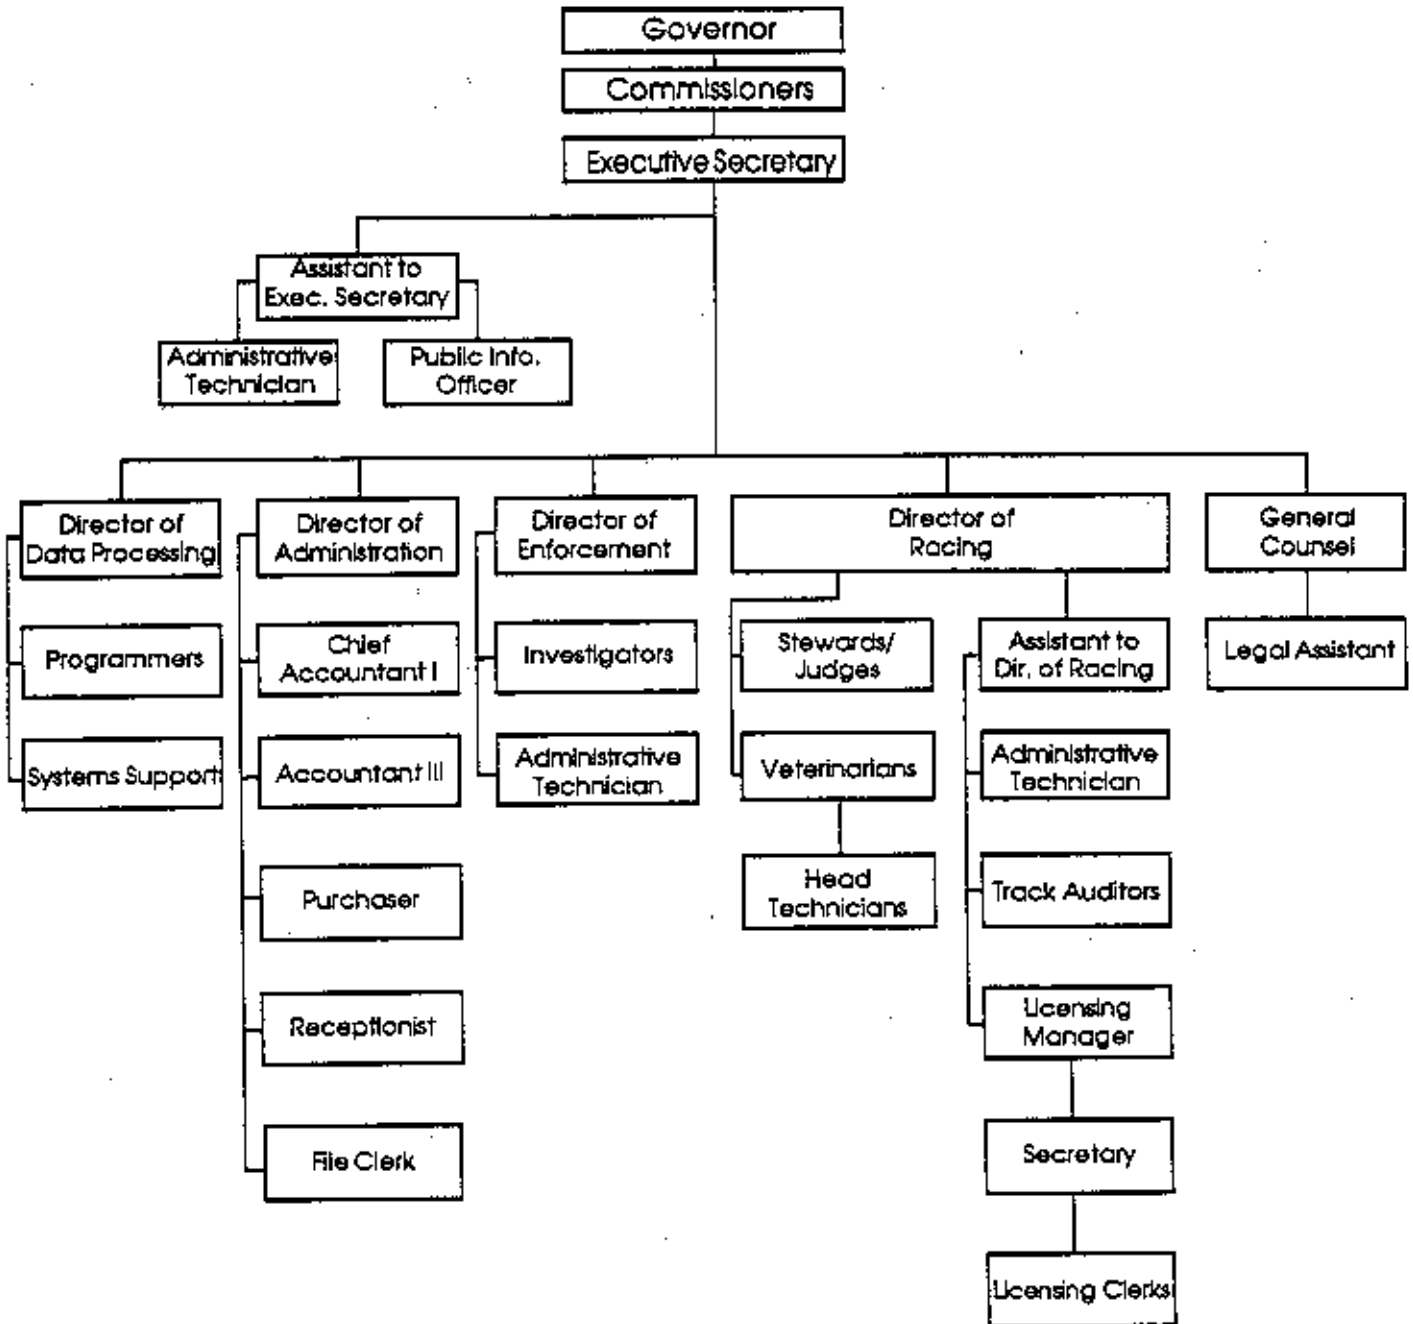 Governor
Commissioners
Executive Secretary
Assistant to
Exec. Secretary
Administrative
Technician
Public Info.
Officer
Director of
Data Processing
Programmers
Systems Support
Director of
Administration
Chief
Accountant I
Accountant III
Purchaser
Receptionist
File Clerk
Director of
Enforcement
Investigators
Administrative
Technician
Director of
Racing
Stewards/
Judges
Veterinarians
Head
Technicians
Assistant to
Dir. of Racing
Administrative
Technician
Track Auditors
Licensing
Manager
Secretary
Licensing Clerks
General
Counsel
Legal Assistant